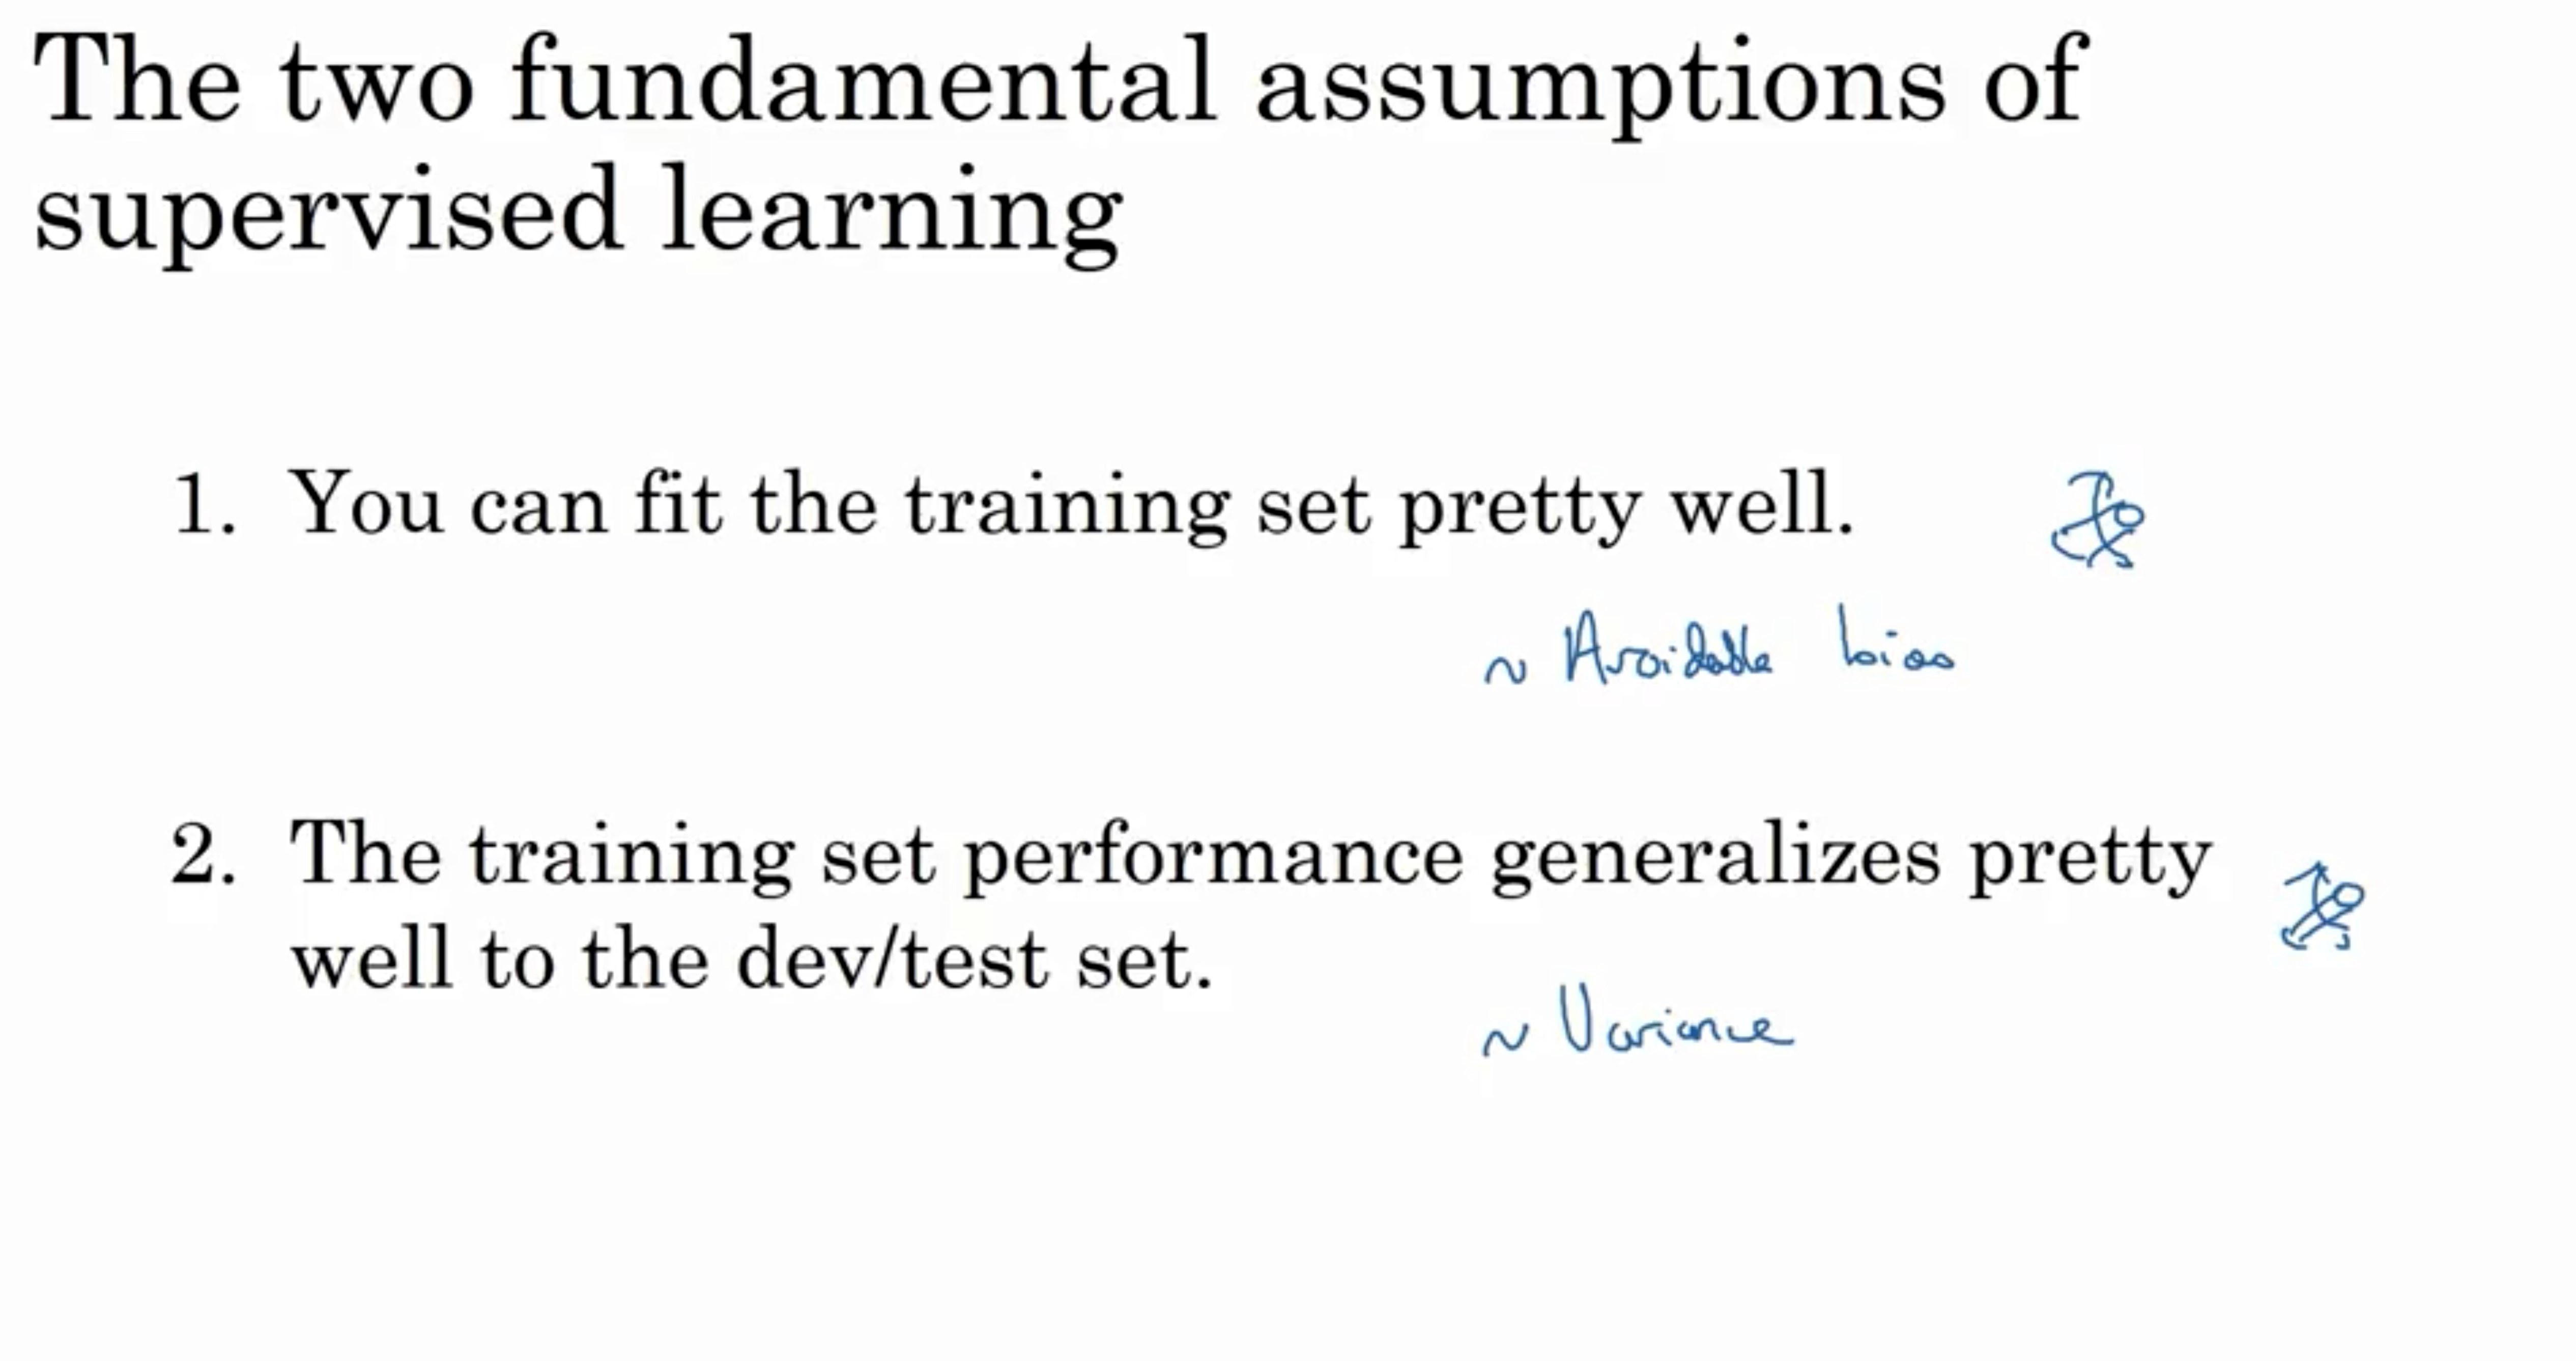 The two fundamental assumptions of
supervised learning
1. You can fit the training set pretty well.
~ Avoidable bias
2. The training set performance generalizes pretty
well to the dev/test set.
~ Variance